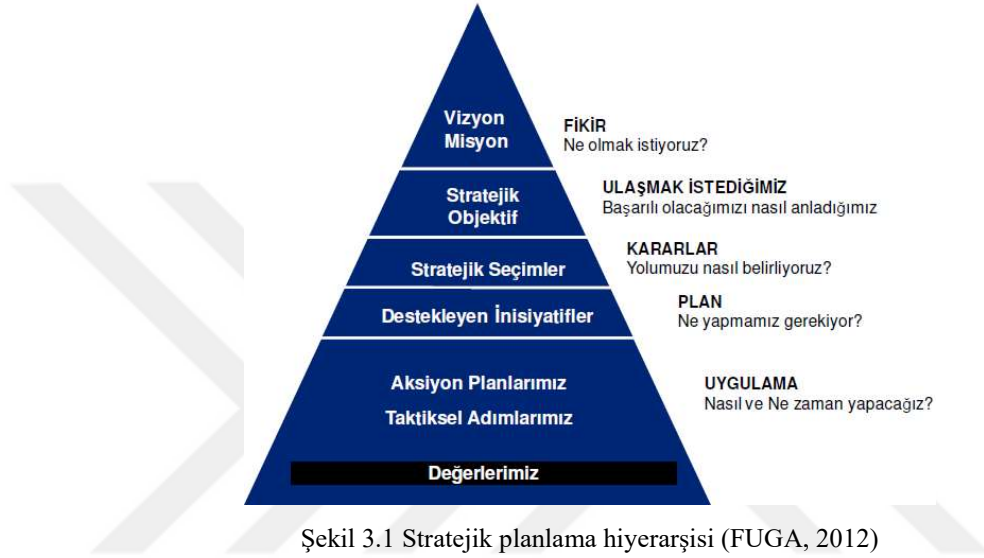 Vizyon
Misyon
FİKİR
Ne olmak istiyoruz?
Stratejik
Objektif
ULAŞMAK İSTEDİĞİMİZ
Başarılı olacağımızı nasıl anladığımız
Stratejik Seçimler
KARARLAR
Yolumuzu nasıl belirliyoruz?
Destekleyen İnisiyatifler
PLAN
Ne yapmamız gerekiyor?
Aksiyon Planlarımız
Taktiksel Adımlarımız
UYGULAMA
Nasıl ve Ne zaman yapacağız?
Değerlerimiz
Şekil 3.1 Stratejik planlama hiyerarşisi (FUGA, 2012)